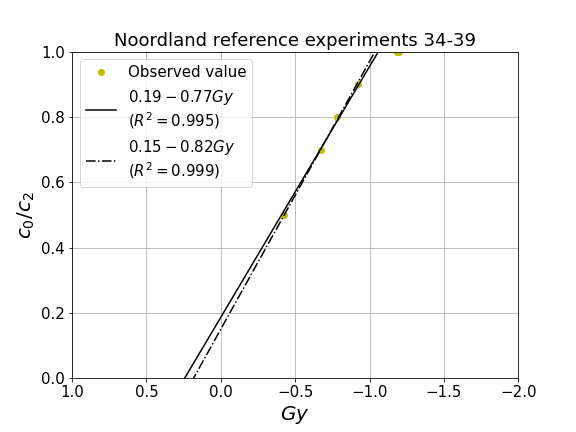 Noordland reference experiments 34-39
Observed value
0.19 − 0.77Gy
(R² = 0.995)
0.15 − 0.82Gy
(R² = 0.999)
1.0
0.8
0.6
0.4
0.2
0.0
c₀/c₂
1.0 0.5 0.0 −0.5 −1.0 −1.5 −2.0
Gy